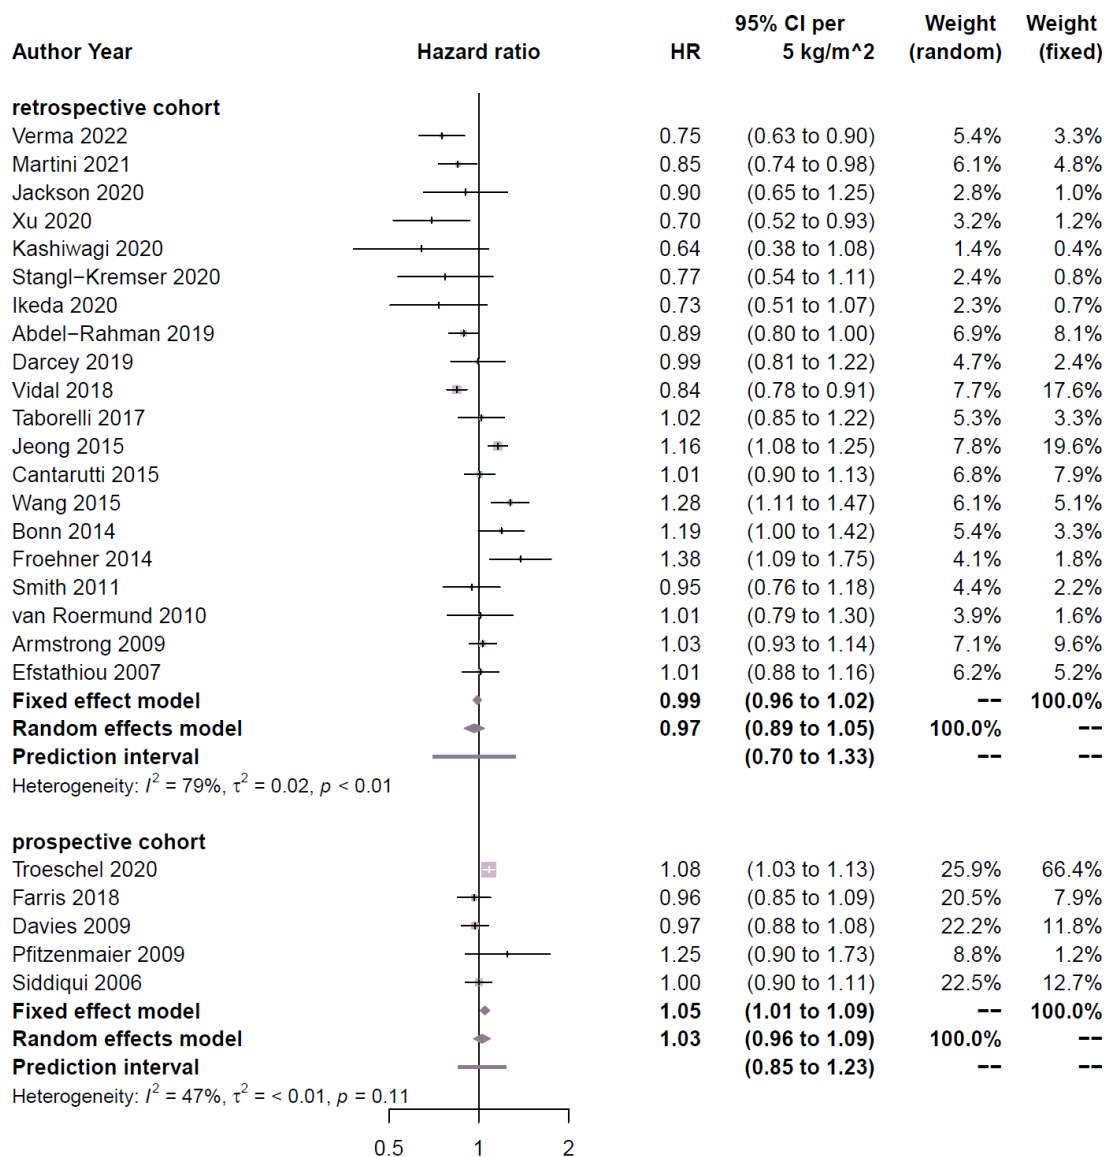 95% CI per Weight Weight
Author Year Hazard ratio HR 5 kg/m^2 (random) (fixed)
retrospective cohort
Verma 2022 0.75 (0.63 to 0.90) 5.4% 3.3%
Martini 2021 0.85 (0.74 to 0.98) 6.1% 4.8%
Jackson 2020 0.90 (0.65 to 1.25) 2.8% 1.0%
Xu 2020 0.70 (0.52 to 0.93) 3.2% 1.2%
Kashiwagi 2020 0.64 (0.38 to 1.08) 1.4% 0.4%
Stangl−Kremser 2020 0.77 (0.54 to 1.11) 2.4% 0.8%
Ikeda 2020 0.73 (0.51 to 1.07) 2.3% 0.7%
Abdel−Rahman 2019 0.89 (0.80 to 1.00) 6.9% 8.1%
Darcey 2019 0.99 (0.81 to 1.22) 4.7% 2.4%
Vidal 2018 0.84 (0.78 to 0.91) 7.7% 17.6%
Taborelli 2017 1.02 (0.85 to 1.22) 5.3% 3.3%
Jeong 2015 1.16 (1.08 to 1.25) 7.8% 19.6%
Cantarutti 2015 1.01 (0.90 to 1.13) 6.8% 7.9%
Wang 2015 1.28 (1.11 to 1.47) 6.1% 5.1%
Bonn 2014 1.19 (1.00 to 1.42) 5.4% 3.3%
Froehner 2014 1.38 (1.09 to 1.75) 4.1% 1.8%
Smith 2011 0.95 (0.76 to 1.18) 4.4% 2.2%
van Roermund 2010 1.01 (0.79 to 1.30) 3.9% 1.6%
Armstrong 2009 1.03 (0.93 to 1.14) 7.1% 9.6%
Efstathiou 2007 1.01 (0.88 to 1.16) 6.2% 5.2%
Fixed effect model 0.99 (0.96 to 1.02) −− 100.0%
Random effects model 0.97 (0.89 to 1.05) 100.0% −−
Prediction interval (0.70 to 1.33) −− −−
Heterogeneity: I² = 79%, τ² = 0.02, p < 0.01
prospective cohort
Troeschel 2020 1.08 (1.03 to 1.13) 25.9% 66.4%
Farris 2018 0.96 (0.85 to 1.09) 20.5% 7.9%
Davies 2009 0.97 (0.88 to 1.08) 22.2% 11.8%
Pfitzenmaier 2009 1.25 (0.90 to 1.73) 8.8% 1.2%
Siddiqui 2006 1.00 (0.90 to 1.11) 22.5% 12.7%
Fixed effect model 1.05 (1.01 to 1.09) −− 100.0%
Random effects model 1.03 (0.96 to 1.09) 100.0% −−
Prediction interval (0.85 to 1.23) −− −−
Heterogeneity: I² = 47%, τ² = < 0.01, p = 0.11
0.5 1 2